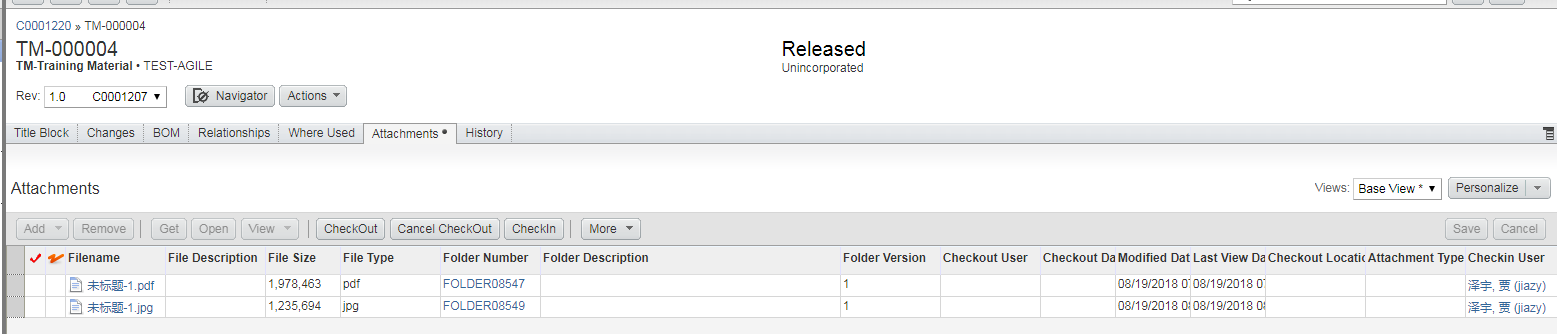 C0001220 » TM-000004
TM-000004
Released
TM-Training Material • TEST-AGILE
Unincorporated
Rev: 1.0 C0001207 Navigator Actions
Title Block Changes BOM Relationships Where Used Attachments • History
Attachments
Views: Base View * Personalize
Add Remove Get Open View CheckOut Cancel CheckOut CheckIn More Save Cancel
Filename File Description File Size File Type Folder Number Folder Description Folder Version Checkout User Checkout Da Modified Dat Last View Da Checkout Locatio Attachment Type Checkin User
未标题-1.pdf 1,978,463 pdf FOLDER08547 1 08/19/2018 07 08/19/2018 07 泽宇, 贾 (jiazy)
未标题-1.jpg 1,235,694 jpg FOLDER08549 1 08/19/2018 08 08/19/2018 08 泽宇, 贾 (jiazy)